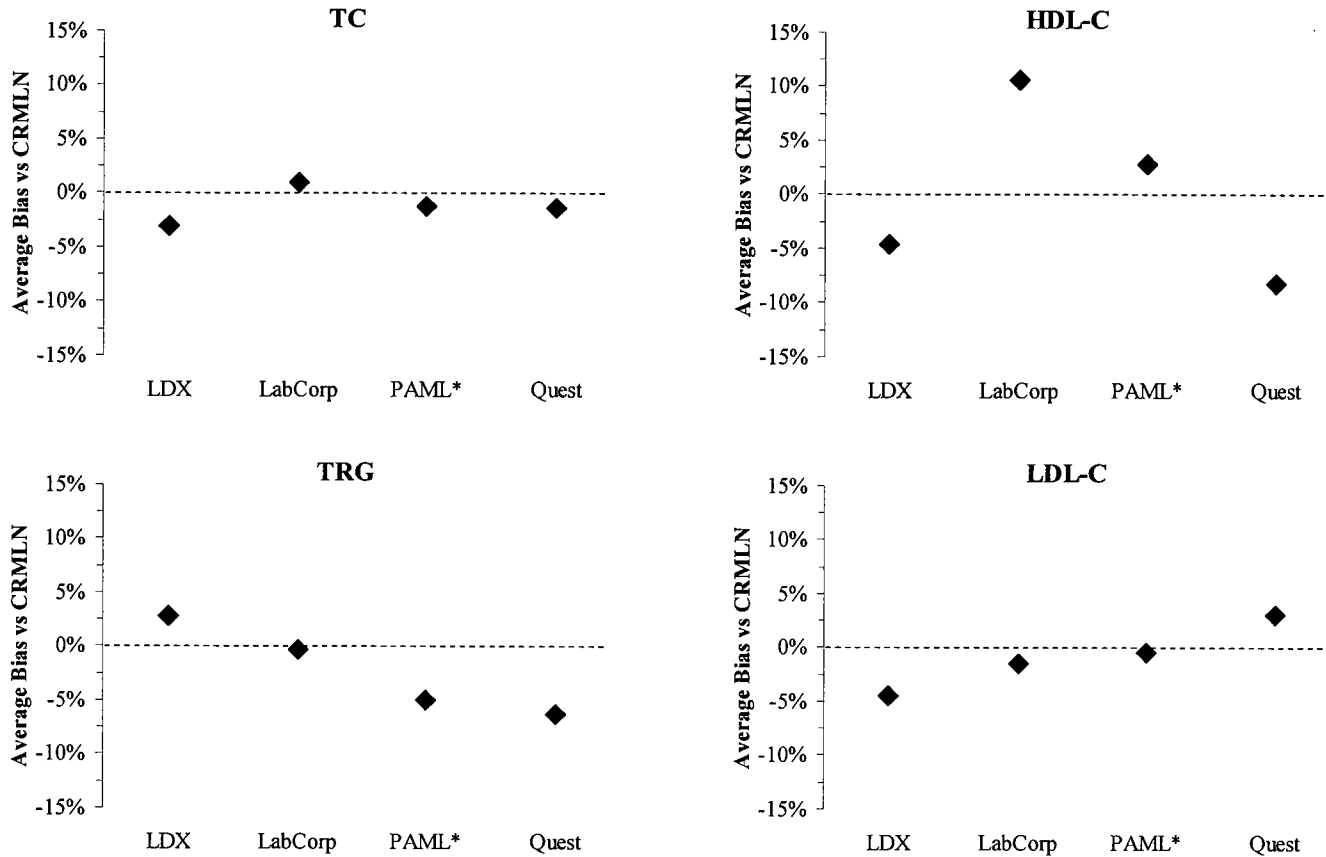 TC
Average Bias vs CRMLN
15%
10%
5%
0%
-5%
-10%
-15%
LDX LabCorp PAML* Quest
HDL-C
Average Bias vs CRMLN
15%
10%
5%
0%
-5%
-10%
-15%
LDX LabCorp PAML* Quest
TRG
Average Bias vs CRMLN
15%
10%
5%
0%
-5%
-10%
-15%
LDX LabCorp PAML* Quest
LDL-C
Average Bias vs CRMLN
15%
10%
5%
0%
-5%
-10%
-15%
LDX LabCorp PAML* Quest